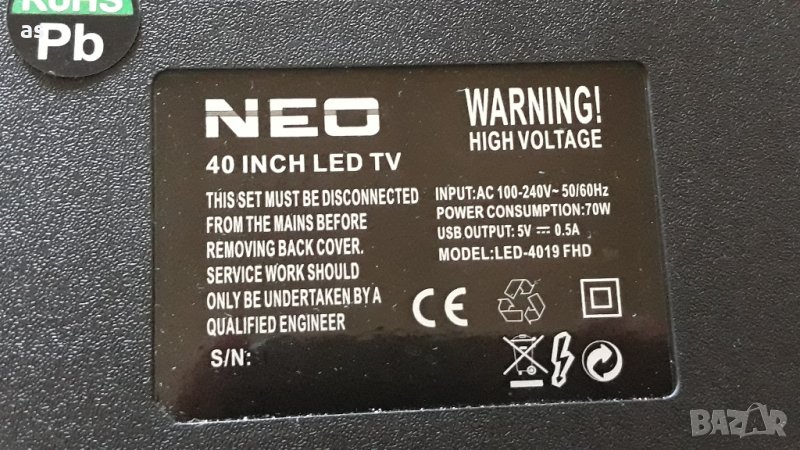 RoHS
Pb
as
NEO
40 INCH LED TV
THIS SET MUST BE DISCONNECTED
FROM THE MAINS BEFORE
REMOVING BACK COVER.
SERVICE WORK SHOULD
ONLY BE UNDERTAKEN BY A
QUALIFIED ENGINEER
S/N:
WARNING!
HIGH VOLTAGE
INPUT:AC 100-240V~ 50/60Hz
POWER CONSUMPTION:70W
USB OUTPUT: 5V ⎓ 0.5A
MODEL:LED-4019 FHD
CE
BAZAR